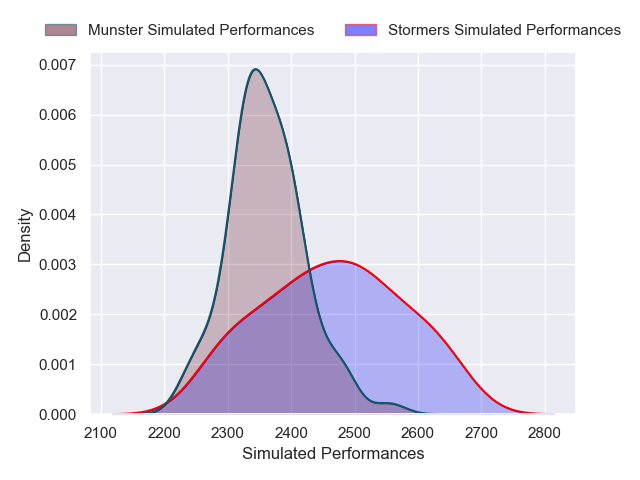 Munster Simulated Performances Stormers Simulated Performances
0.007
0.006
0.005
0.004
0.003
0.002
0.001
0.000
Density
2100 2200 2300 2400 2500 2600 2700 2800
Simulated Performances